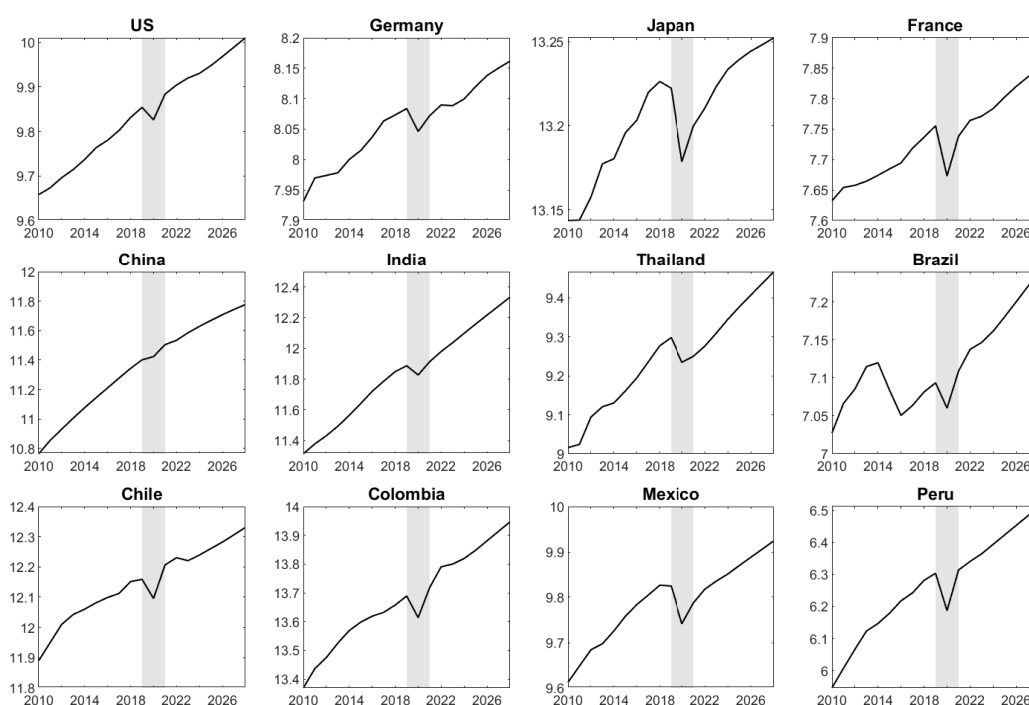 US
Germany
Japan
France
10
9.9
9.8
9.7
9.6
2010 2014 2018 2022 2026
8.2
8.15
8.1
8.05
8
7.95
7.9
2010 2014 2018 2022 2026
13.25
13.2
13.15
2010 2014 2018 2022 2026
7.9
7.85
7.8
7.75
7.7
7.65
7.6
2010 2014 2018 2022 2026
China
India
Thailand
Brazil
12
11.8
11.6
11.4
11.2
11
10.8
2010 2014 2018 2022 2026
12.4
12.2
12
11.8
11.6
11.4
2010 2014 2018 2022 2026
9.4
9.3
9.2
9.1
9
2010 2014 2018 2022 2026
7.2
7.15
7.1
7.05
7
2010 2014 2018 2022 2026
Chile
Colombia
Mexico
Peru
12.4
12.3
12.2
12.1
12
11.9
11.8
2010 2014 2018 2022 2026
14
13.9
13.8
13.7
13.6
13.5
13.4
2010 2014 2018 2022 2026
10
9.9
9.8
9.7
9.6
2010 2014 2018 2022 2026
6.5
6.4
6.3
6.2
6.1
6
2010 2014 2018 2022 2026